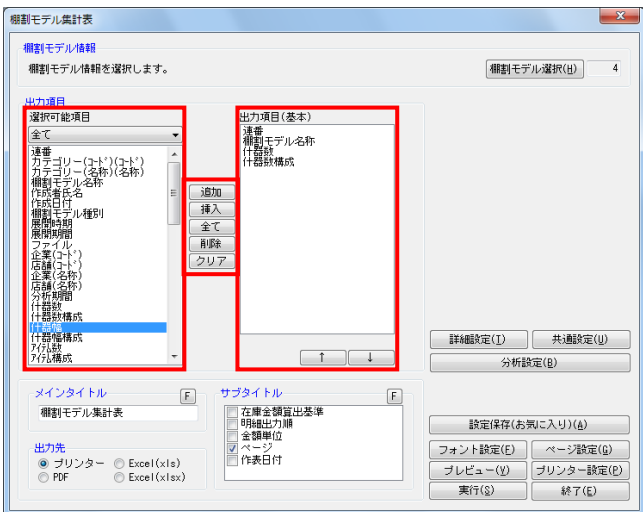 棚割モデル集計表
棚割モデル情報
棚割モデル情報を選択します。
棚割モデル選択(H)
4
出力項目
選択可能項目
全て
連番
カテゴリー(コード)(コード)
カテゴリー(名称)(名称)
棚割モデル名称
作成者氏名
作成日付
棚割モデル種別
展開時期
展開期間
ファイル
企業(コード)
店舗(コード)
企業(名称)
店舗(名称)
分析期間
什器数
什器数構成
什器幅
什器幅構成
アイテム数
アイテム構成
追加
挿入
全て
削除
クリア
出力項目(基本)
連番
棚割モデル名称
什器数
什器数構成
↑
↓
詳細設定(I)
共通設定(U)
分析設定(B)
メインタイトル
F
棚割モデル集計表
出力先
プリンター
Excel(xls)
PDF
Excel(xlsx)
サブタイトル
F
在庫金額算出基準
明細出力順
金額単位
ページ
作表日付
設定保存(お気に入り)(A)
フォント設定(F)
ページ設定(G)
プレビュー(V)
プリンター設定(P)
実行(S)
終了(E)